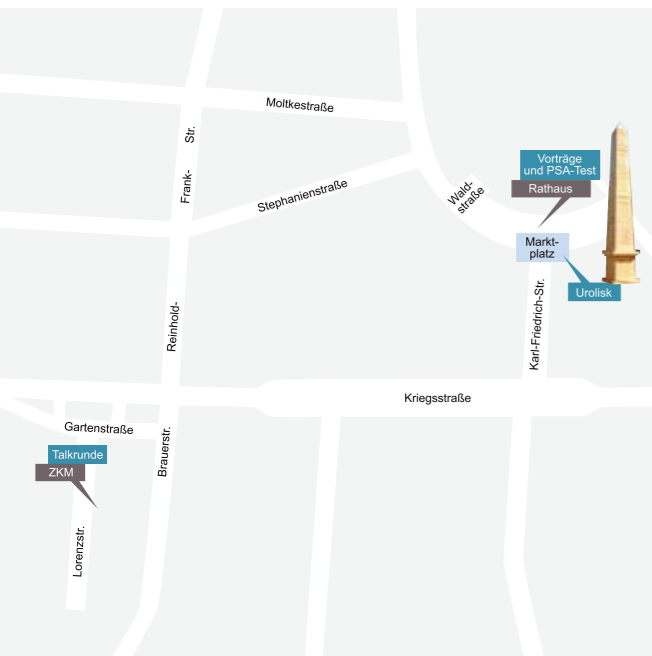 Moltkestraße
Reinhold-Frank-Str.
Stephanienstraße
Wald-
straße
Vorträge
und PSA-Test
Rathaus
Markt-
platz
Urolisk
Karl-Friedrich-Str.
Kriegsstraße
Gartenstraße
Brauerstr.
Talkrunde
ZKM
Lorenzstr.